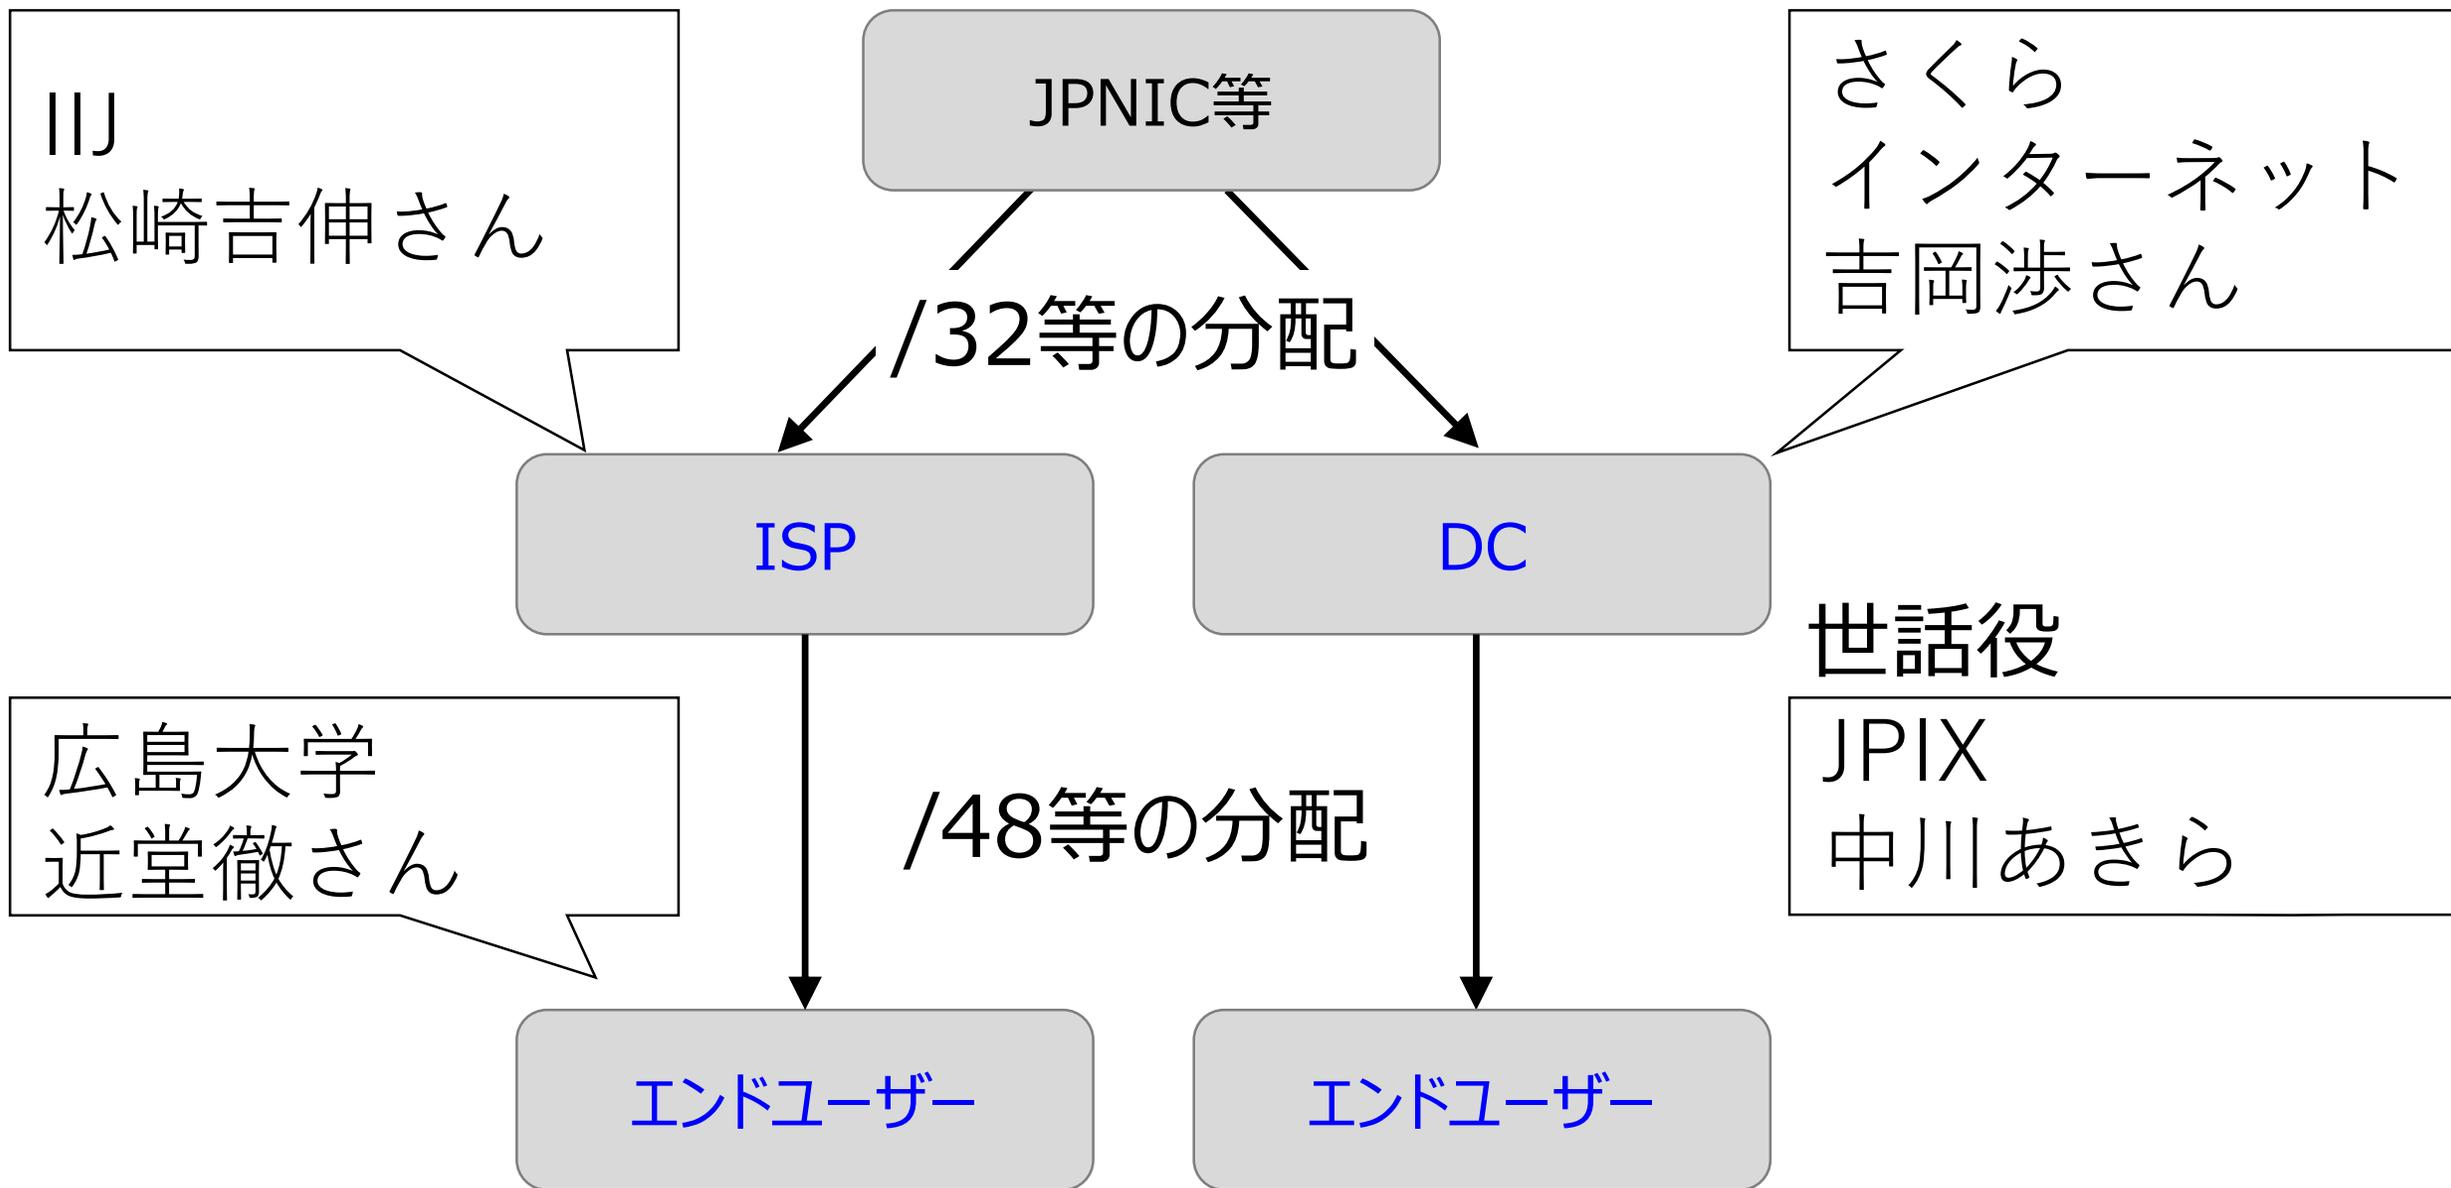 IIJ
松崎吉伸さん
JPNIC等
さくら
インターネット
吉岡渉さん
/32等の分配
ISP
DC
世話役
広島大学
近堂徹さん
/48等の分配
JPIX
中川あきら
エンドユーザー
エンドユーザー